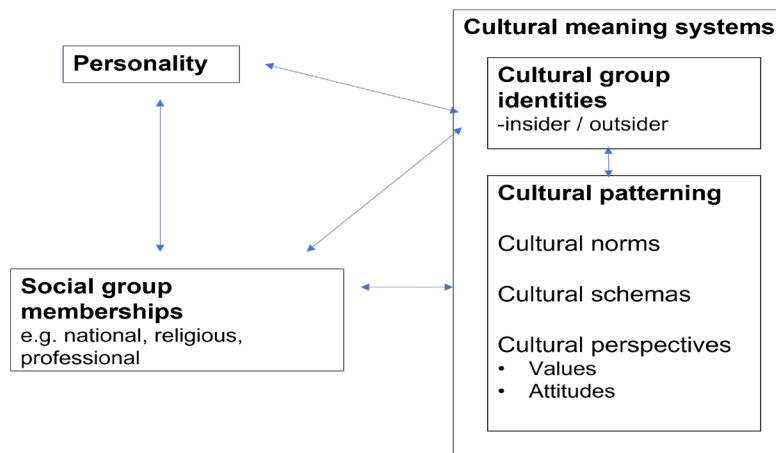 Personality
Social group
memberships
e.g. national, religious,
professional
Cultural meaning systems
Cultural group
identities
-insider / outsider
Cultural patterning
Cultural norms
Cultural schemas
Cultural perspectives
• Values
• Attitudes